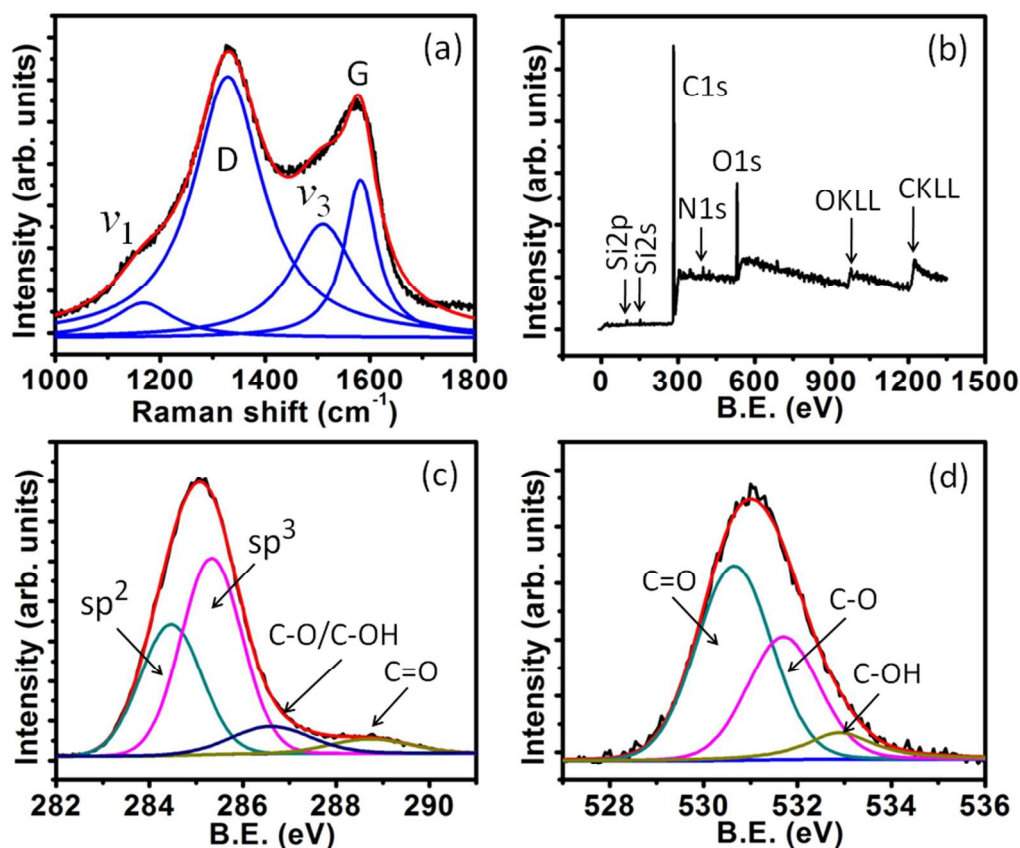 (a)
Intensity (arb. units)
ν₁
D
ν₃
G
1000 1200 1400 1600 1800
Raman shift (cm⁻¹)
(b)
Intensity (arb. units)
C1s
O1s
N1s
Si2p
Si2s
OKLL
CKLL
0 300 600 900 1200 1500
B.E. (eV)
(c)
Intensity (arb. units)
sp²
sp³
C-O/C-OH
C=O
282 284 286 288 290
B.E. (eV)
(d)
Intensity (arb. units)
C=O
C-O
C-OH
528 530 532 534 536
B.E. (eV)